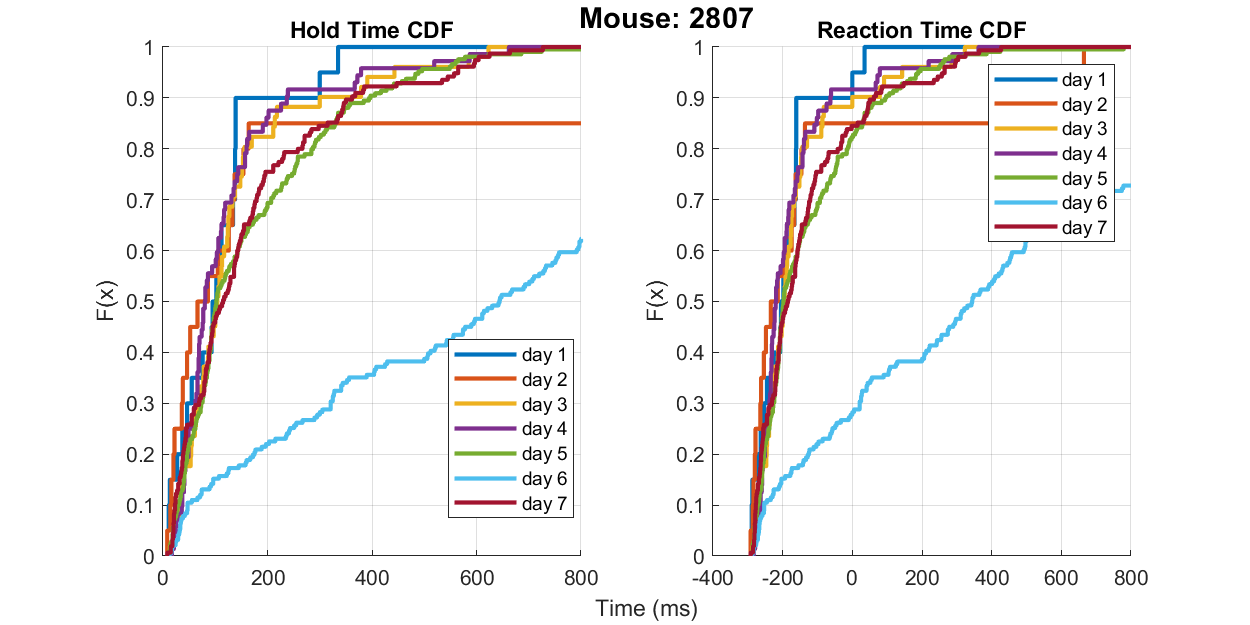 Mouse: 2807
Hold Time CDF
F(x)
1
0.9
0.8
0.7
0.6
0.5
0.4
0.3
0.2
0.1
0
0 200 400 600 800
day 1
day 2
day 3
day 4
day 5
day 6
day 7
Reaction Time CDF
F(x)
1
0.9
0.8
0.7
0.6
0.5
0.4
0.3
0.2
0.1
0
-400 -200 0 200 400 600 800
day 1
day 2
day 3
day 4
day 5
day 6
day 7
Time (ms)